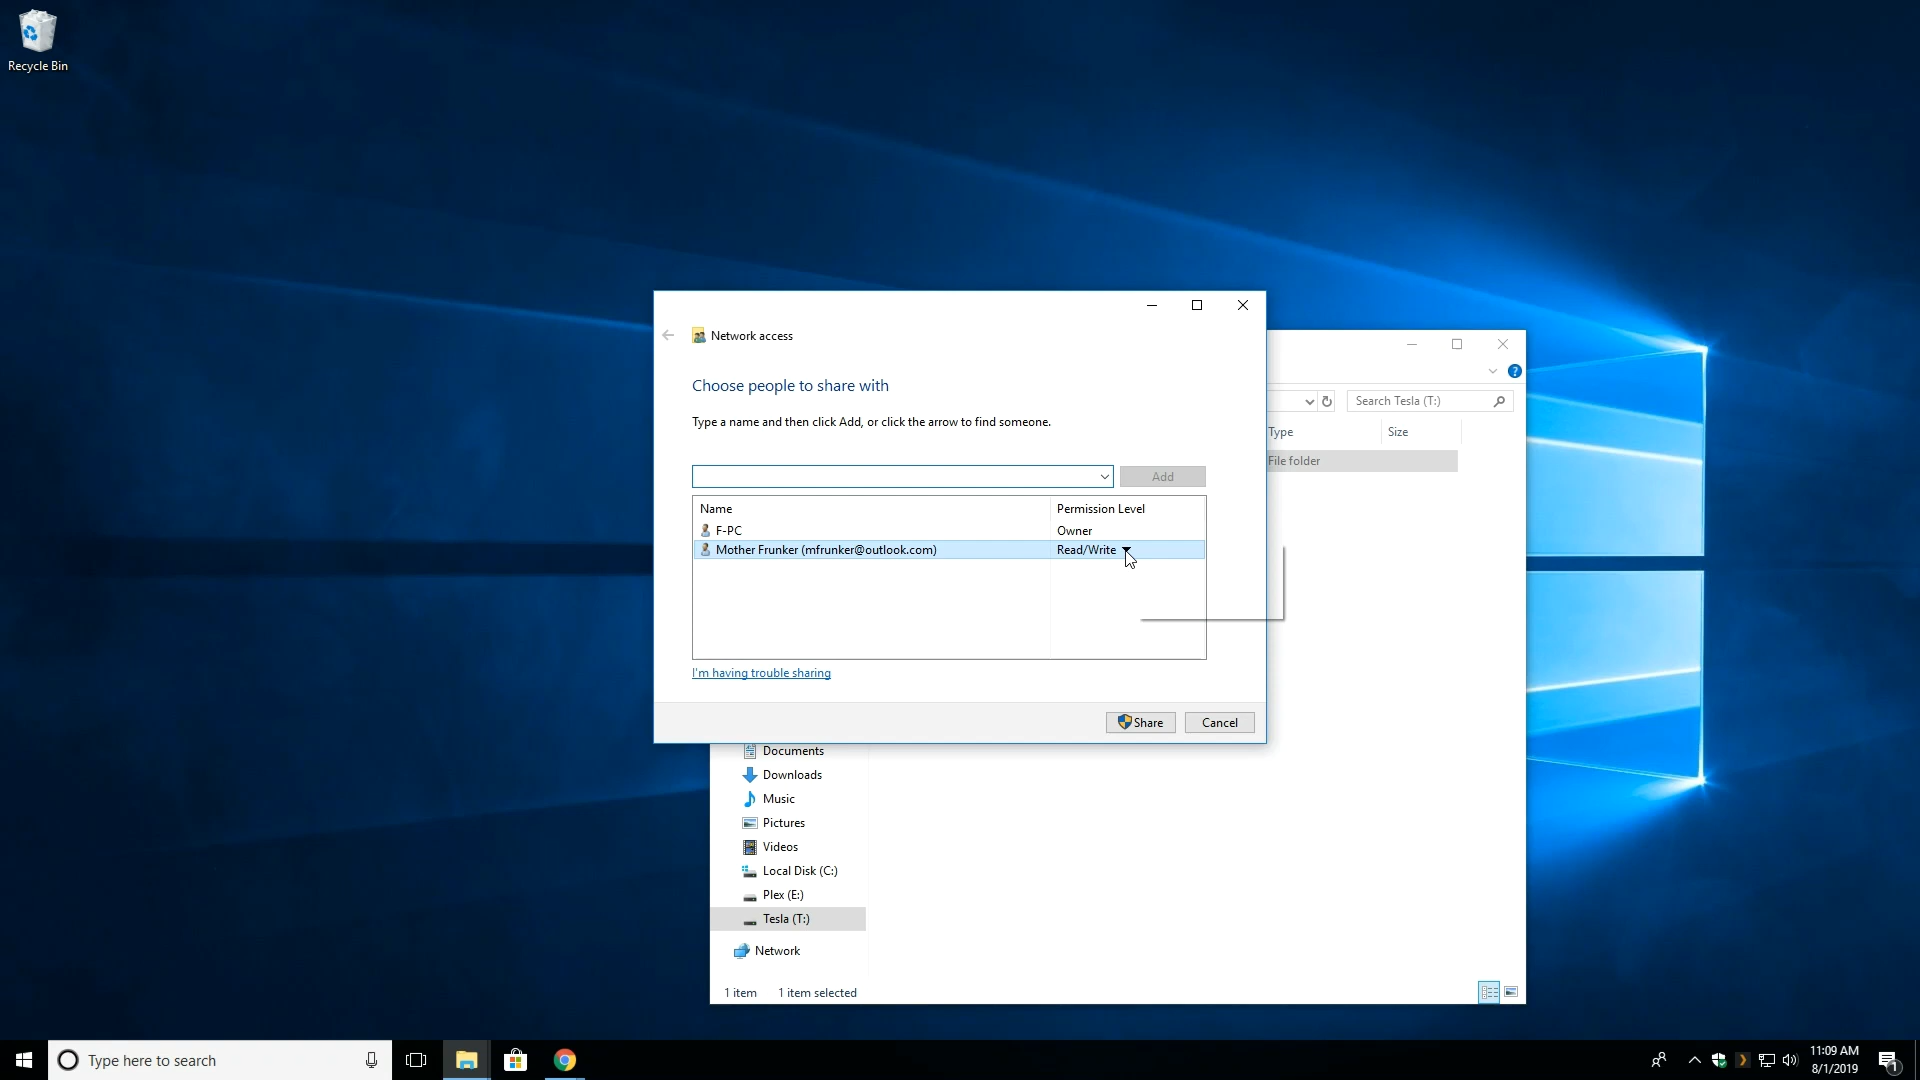 Recycle Bin
Network access
Choose people to share with
Type a name and then click Add, or click the arrow to find someone.
Add
Name Permission Level
F-PC Owner
Mother Frunker (mfrunker@outlook.com) Read/Write
I'm having trouble sharing
Share Cancel
?
Search Tesla (T:)
Type Size
File folder
Documents
Downloads
Music
Pictures
Videos
Local Disk (C:)
Plex (E:)
Tesla (T:)
Network
1 item 1 item selected
Type here to search
11:09 AM
8/1/2019
1